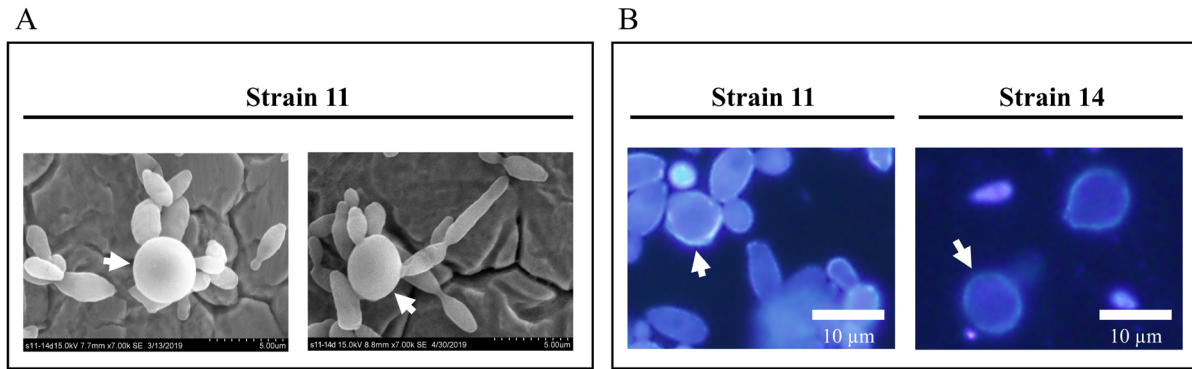 A
B
Strain 11
Strain 11
Strain 14
s11-14d15.0kV 7.7mm x7.00k SE 3/13/2019
5.00um
s11-14d 15.0kV 8.8mm x7.00k SE 4/30/2019
5.00um
10 µm
10 µm